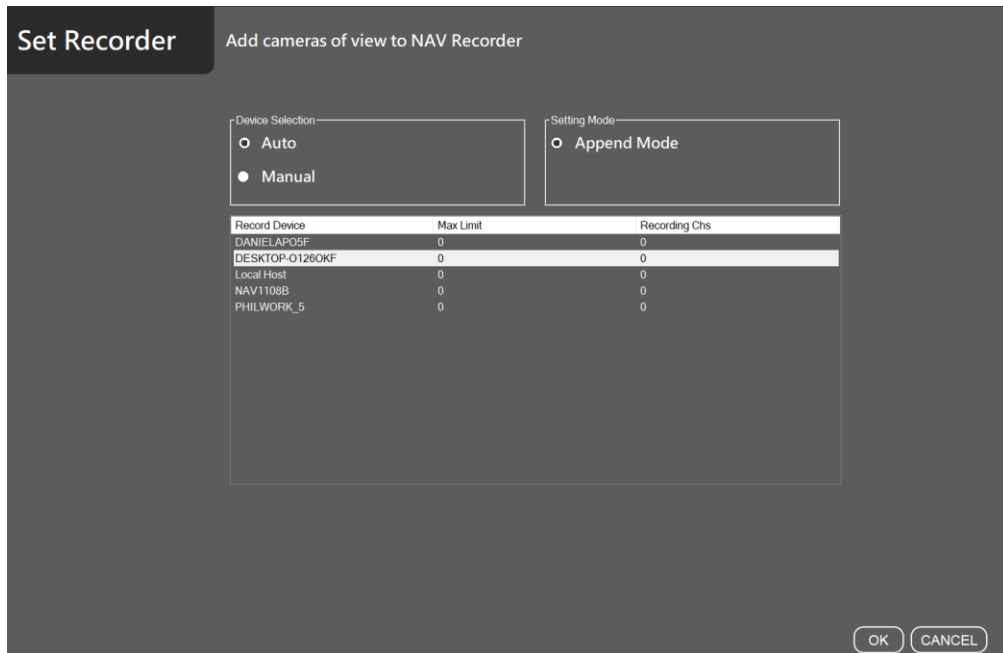 Set Recorder
Add cameras of view to NAV Recorder
Device Selection
Auto
Manual
Setting Mode
Append Mode
Record Device Max Limit Recording Chs
DANIELAPO5F 0 0
DESKTOP-O126OKF 0 0
Local Host 0 0
NAV1108B 0 0
PHILWORK_5 0 0
OK CANCEL